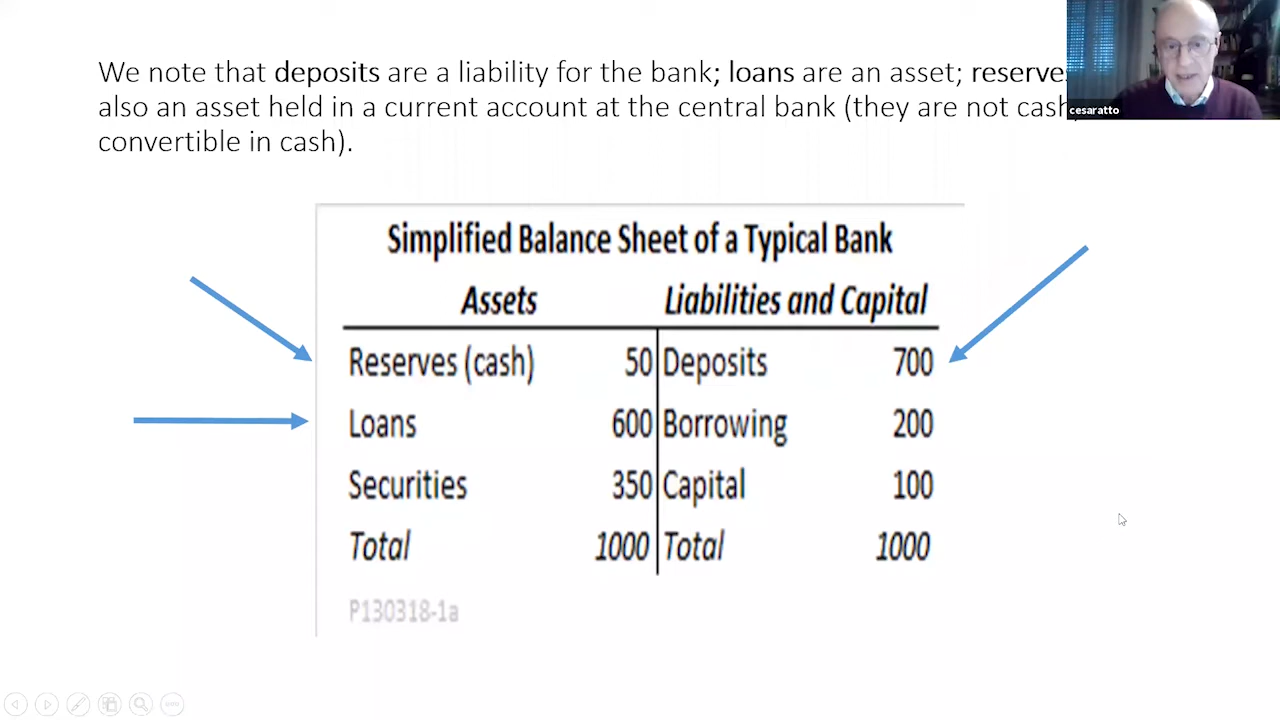 We note that deposits are a liability for the bank; loans are an asset; reserve
also an asset held in a current account at the central bank (they are not cash
convertible in cash).
cesaratto
Simplified Balance Sheet of a Typical Bank
Assets Liabilities and Capital
Reserves (cash) 50 Deposits 700
Loans 600 Borrowing 200
Securities 350 Capital 100
Total 1000 Total 1000
P130318-1a